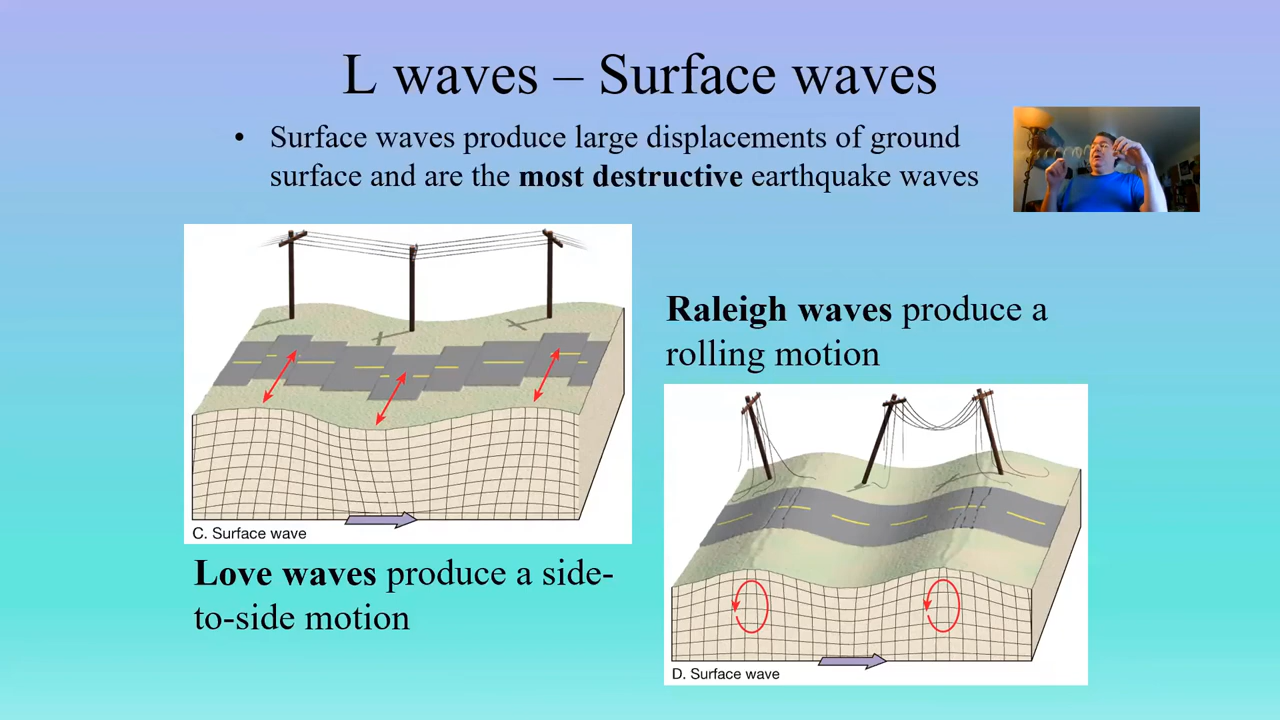 L waves – Surface waves
• Surface waves produce large displacements of ground
surface and are the most destructive earthquake waves
C. Surface wave
Love waves produce a side-
to-side motion
Raleigh waves produce a
rolling motion
D. Surface wave